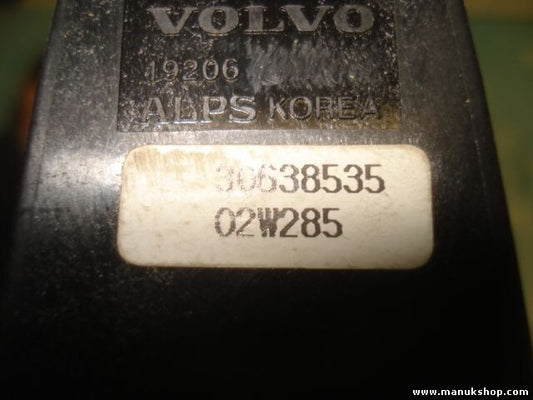 VOLVO
19206
ALPS KOREA
30638535
02W285
www.manukshop.com